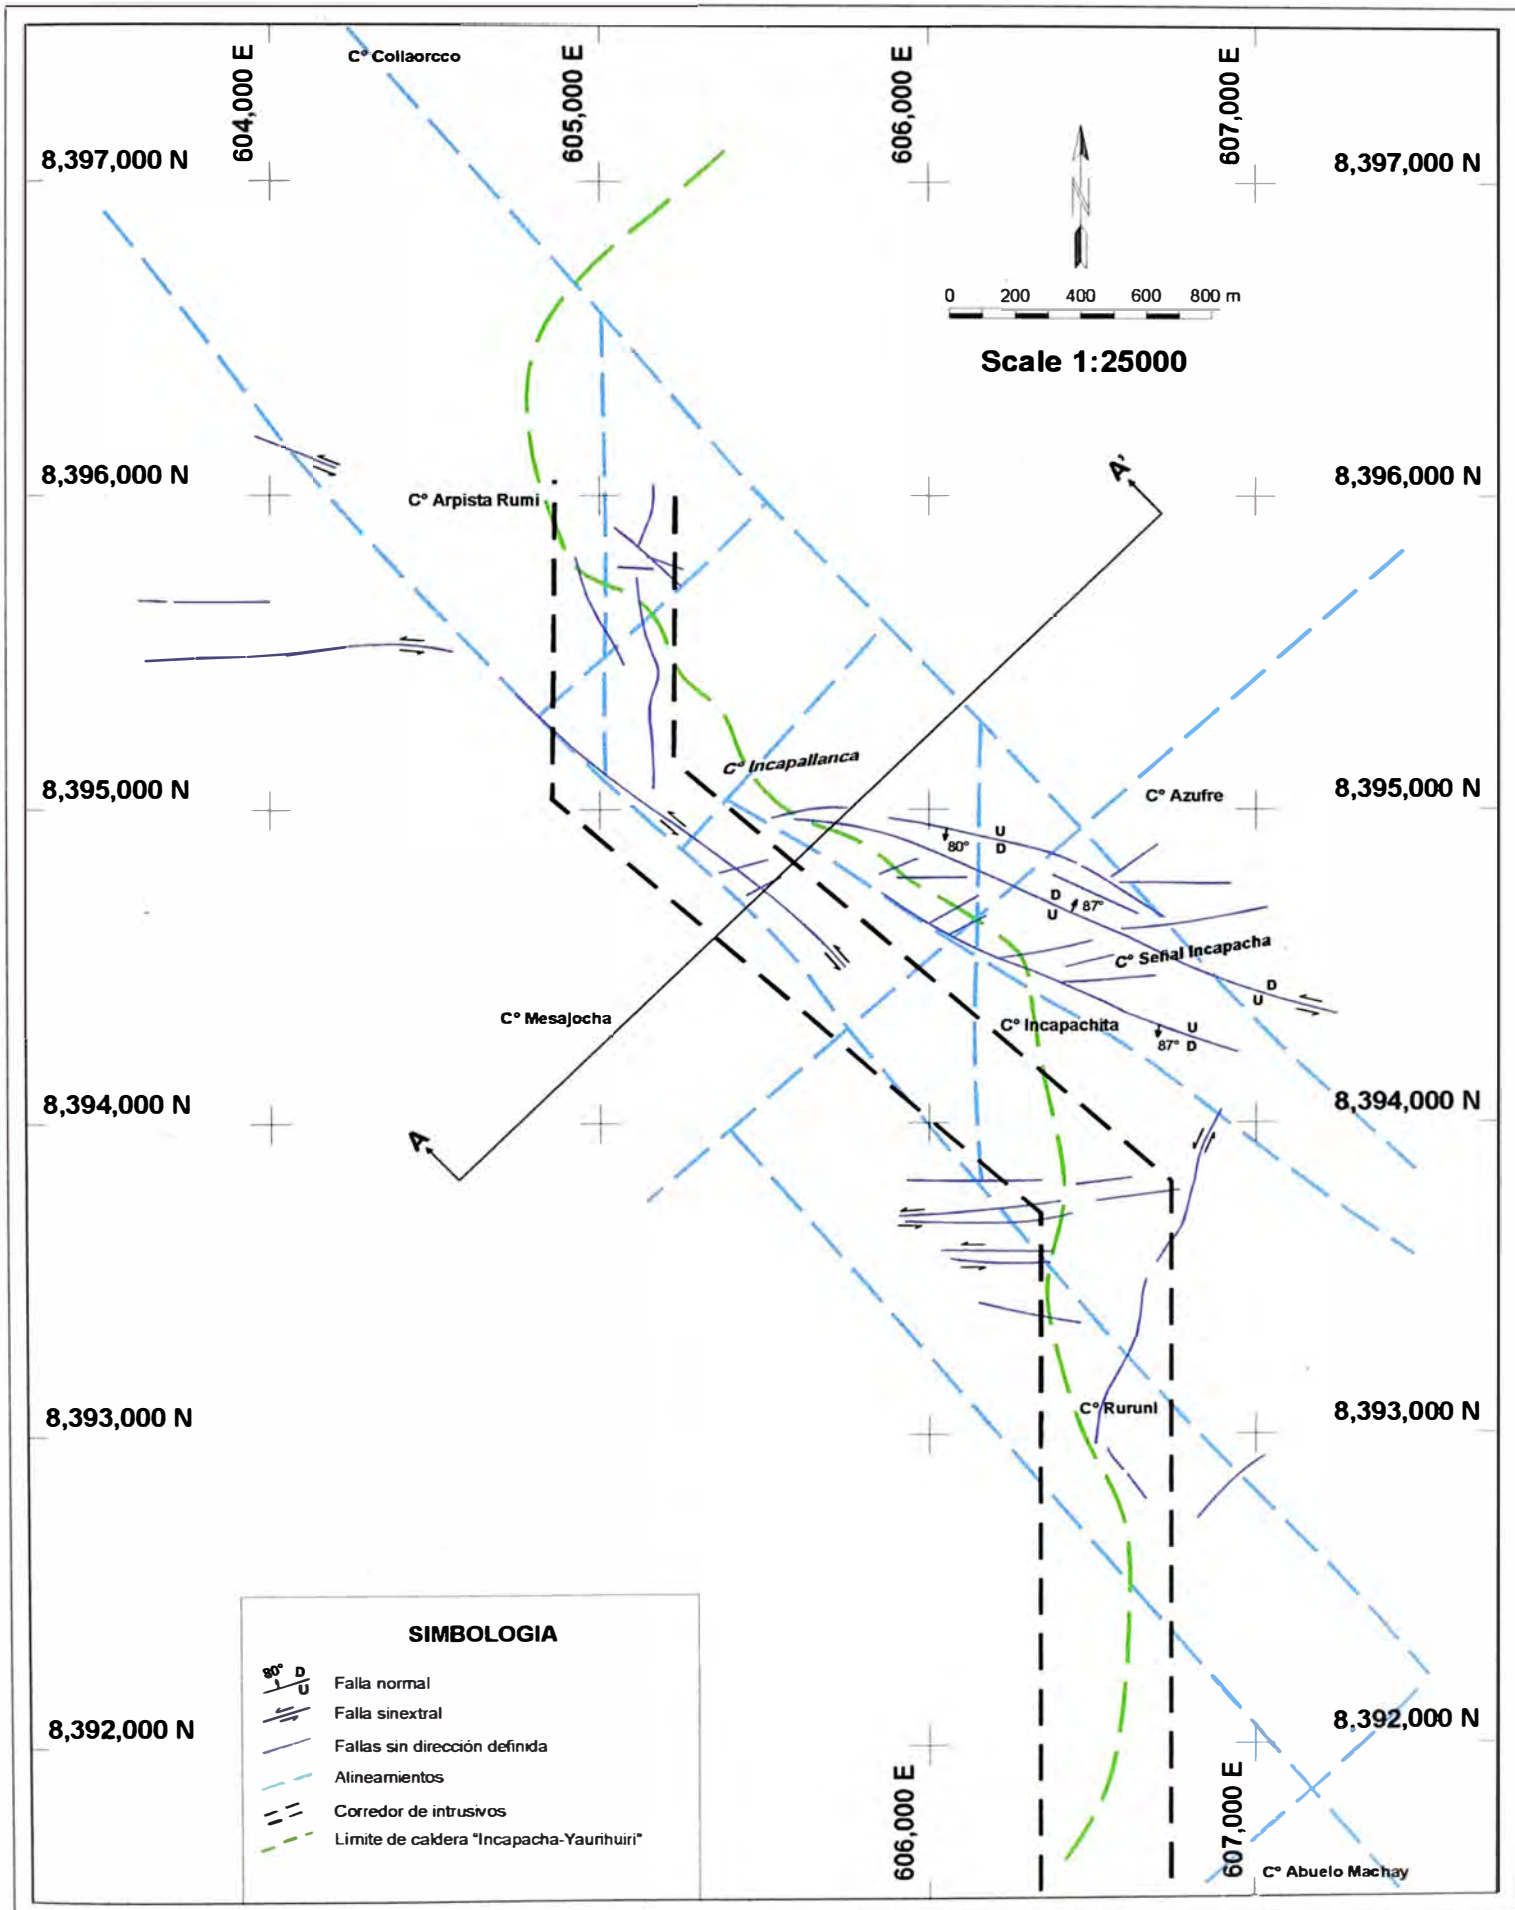 C° Collaorcco
604,000 E
605,000 E
606,000 E
607,000 E
8,397,000 N
8,397,000 N
N
0 200 400 600 800 m
Scale 1:25000
A'
8,396,000 N
C° Arpista Rumi
8,396,000 N
C° Incapallanca
8,395,000 N
C° Azufre
8,395,000 N
U
D
80°
D
U
87°
C° Señal Incapacha
D
U
C° Mesajocha
C° Incapachita
U
87° D
8,394,000 N
8,394,000 N
A
C° Ruruni
8,393,000 N
8,393,000 N
SIMBOLOGIA
80° D
U
Falla normal
Falla sinextral
Fallas sin dirección definida
Alineamientos
Corredor de intrusivos
Limite de caldera "Incapacha-Yaurihuiri"
8,392,000 N
8.392,000 N
606,000 E
607,000 E
C° Abuelo Machay